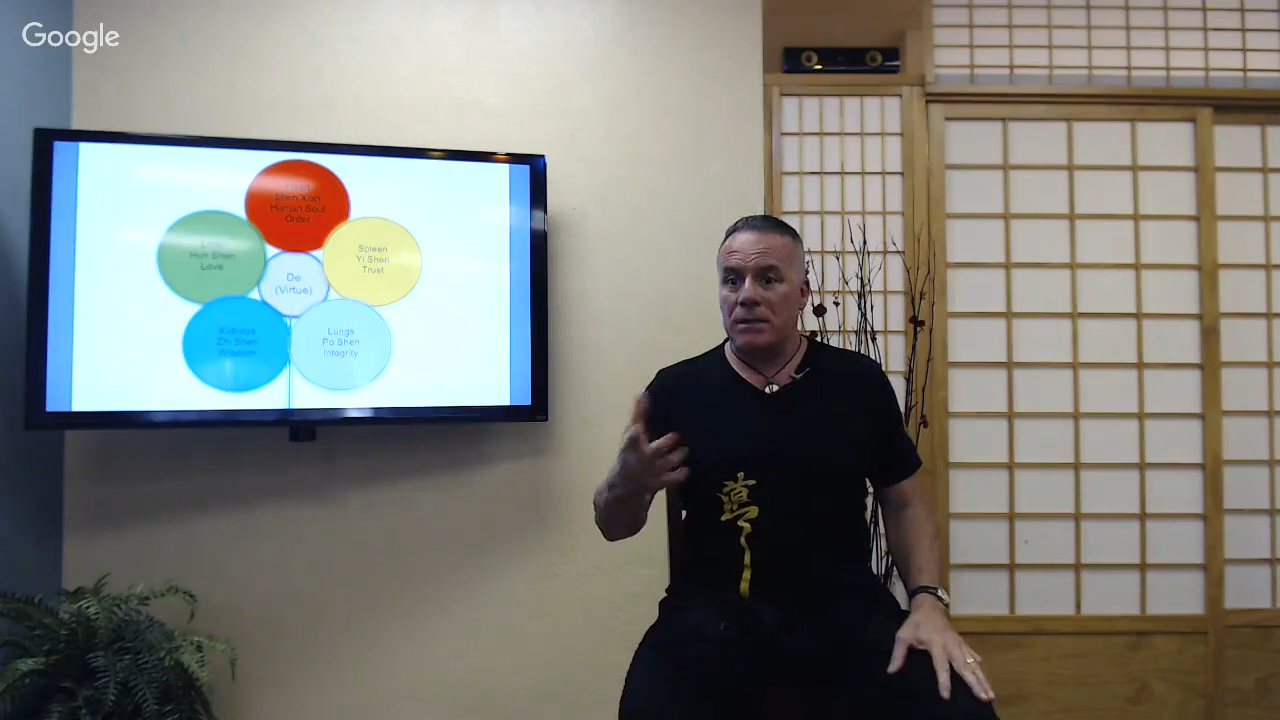 Google
Shen Xian
Human Soul
Order
Hun Shen
Love
Spleen
Yi Shen
Trust
De
(Virtue)
Kidneys
Zhi Shen
Wisdom
Lungs
Po Shen
Integrity
道